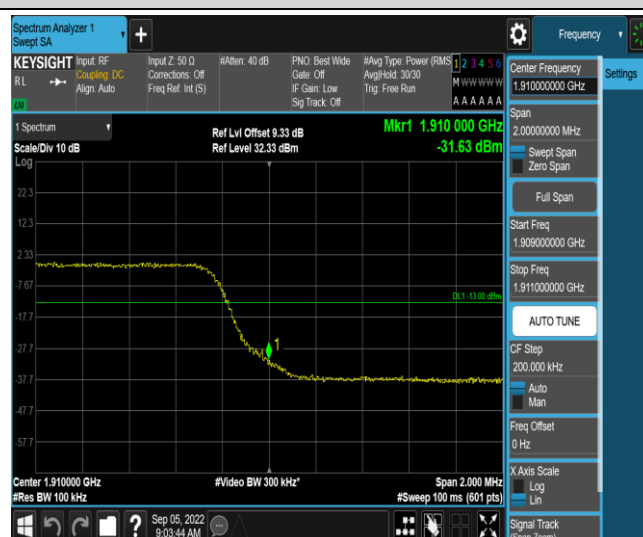 Spectrum Analyzer 1
Swept SA
Frequency
KEYSIGHT
RL
LU
Input: RF
Coupling: DC
Align: Auto
Input Z: 50 Ω
Corrections: Off
Freq Ref: Int (S)
#Atten: 40 dB
PNO: Best Wide
Gate: Off
IF Gain: Low
Sig Track: Off
#Avg Type: Power (RMS
Avg|Hold: 30/30
Trig: Free Run
1 2 3 4 5 6
M W W W W W
A A A A A A
1 Spectrum
Scale/Div 10 dB
Log
Ref Lvl Offset 9.33 dB
Ref Level 32.33 dBm
Mkr1 1.910 000 GHz
-31.63 dBm
22.3
12.3
2.33
-7.67
-17.7
-27.7
-37.7
-47.7
-57.7
DL1 -13.00 dBm
1
Center 1.910000 GHz
#Res BW 100 kHz
#Video BW 300 kHz*
Span 2.000 MHz
#Sweep 100 ms (601 pts)
Sep 05, 2022
9:03:44 AM
Center Frequency
1.910000000 GHz
Settings
Span
2.00000000 MHz
Swept Span
Zero Span
Full Span
Start Freq
1.909000000 GHz
Stop Freq
1.911000000 GHz
AUTO TUNE
CF Step
200.000 kHz
Auto
Man
Freq Offset
0 Hz
X Axis Scale
Log
Lin
Signal Track
(Span Zoom)